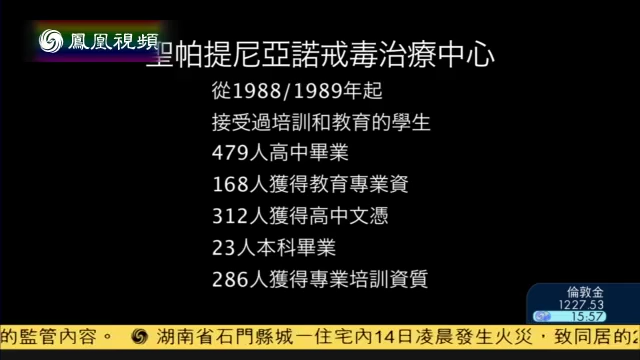 鳳凰視頻
聖帕提尼亞諾戒毒治療中心
從1988/1989年起
接受過培訓和教育的學生
479人高中畢業
168人獲得教育專業資
312人獲得高中文憑
23人本科畢業
286人獲得專業培訓資質
倫敦金
1227.53
15:57
的監管內容。 湖南省石門縣城一住宅內14日凌晨發生火災，致同居的2